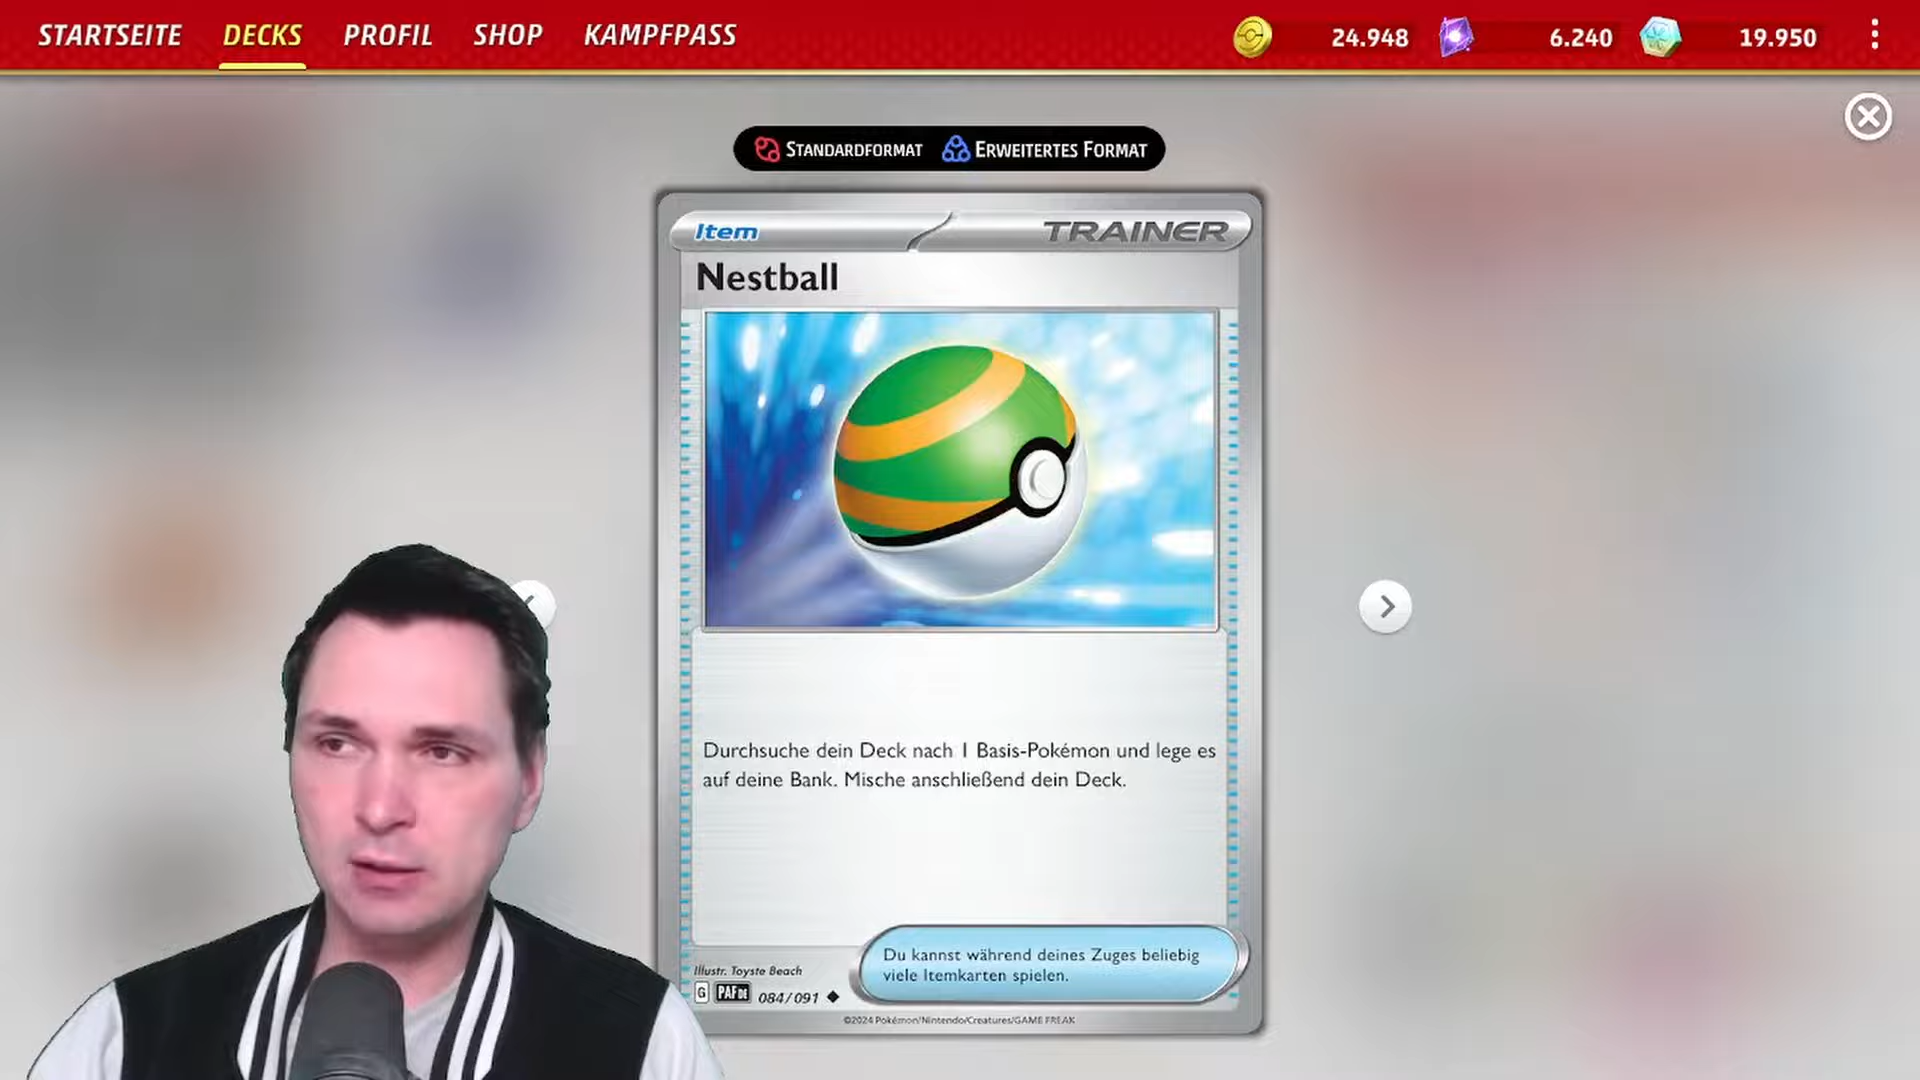 STARTSEITE
DECKS
PROFIL
SHOP
KAMPFPASS
24.948
6.240
19.950
STANDARDFORMAT
ERWEITERTES FORMAT
Item
TRAINER
Nestball
Durchsuche dein Deck nach 1 Basis-Pokémon und lege es
auf deine Bank. Mische anschließend dein Deck.
Du kannst während deines Zuges beliebig
viele Itemkarten spielen.
Illustr. Toyste Beach
G PAF DE 084/091
©2024 Pokémon/Nintendo/Creatures/GAME FREAK